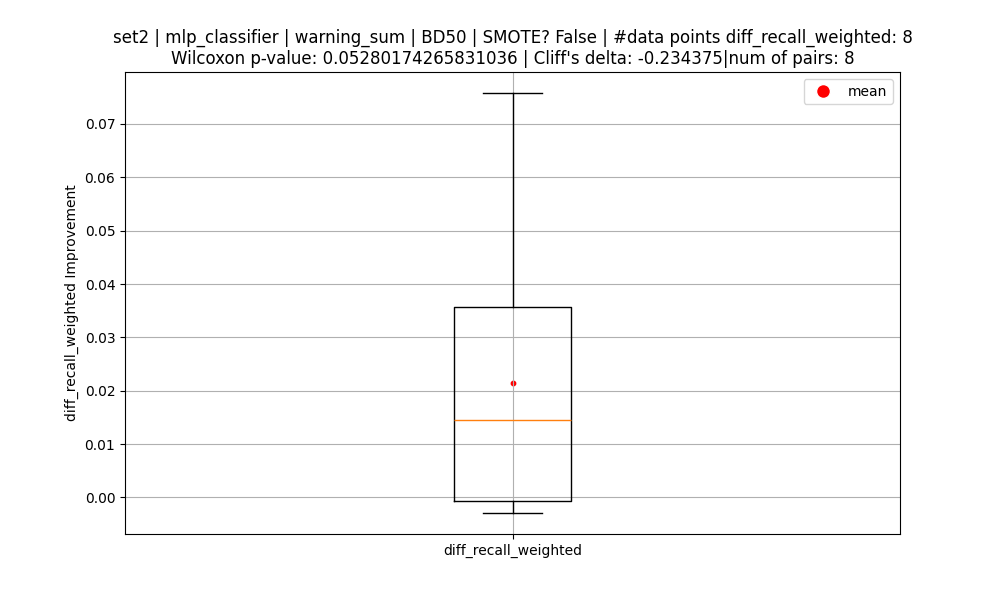 set2 | mlp_classifier | warning_sum | BD50 | SMOTE? False | #data points diff_recall_weighted: 8
Wilcoxon p-value: 0.05280174265831036 | Cliff's delta: -0.234375|num of pairs: 8
mean
0.07
0.06
0.05
0.04
0.03
0.02
0.01
0.00
diff_recall_weighted Improvement
diff_recall_weighted